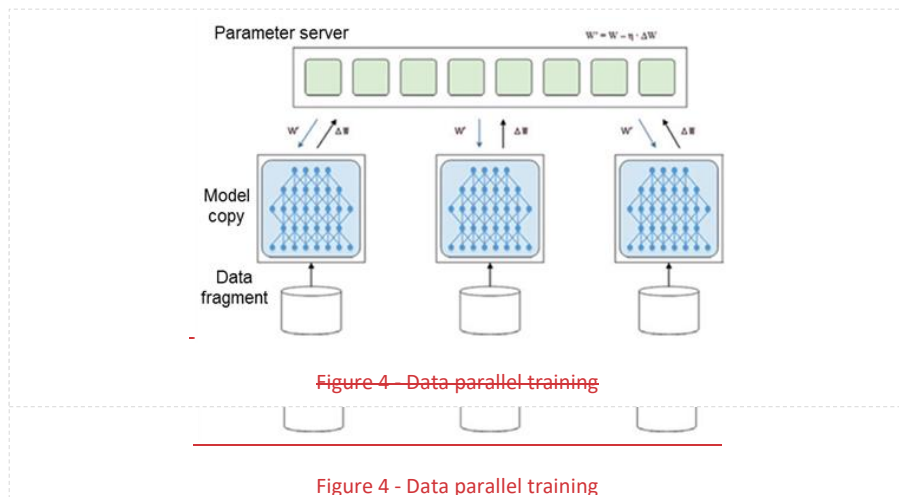 Parameter server
W' = W − η · ΔW
W' ΔW W' ΔW W' ΔW
Model
copy
Data
fragment
Figure 4 - Data parallel training
Figure 4 - Data parallel training